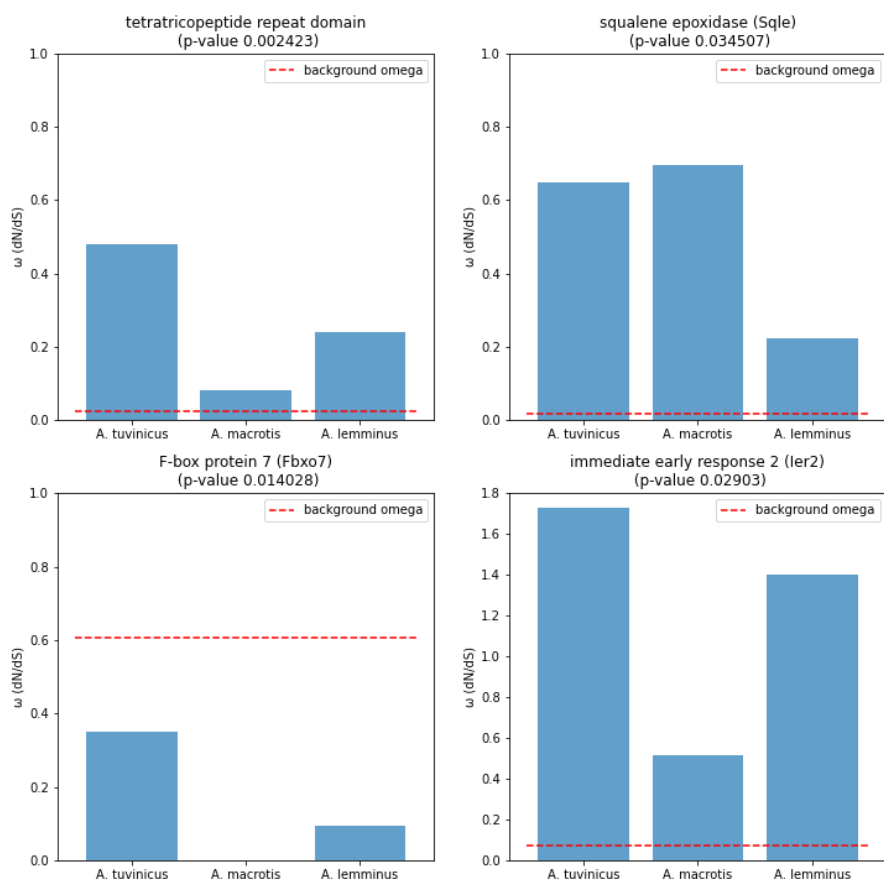 tetratricopeptide repeat domain
(p-value 0.002423)
1.0
0.8
0.6
0.4
0.2
0.0
ω (dN/dS)
background omega
A. tuvinicus
A. macrotis
A. lemminus
squalene epoxidase (Sqle)
(p-value 0.034507)
1.0
0.8
0.6
0.4
0.2
0.0
ω (dN/dS)
background omega
A. tuvinicus
A. macrotis
A. lemminus
F-box protein 7 (Fbxo7)
(p-value 0.014028)
1.0
0.8
0.6
0.4
0.2
0.0
ω (dN/dS)
background omega
A. tuvinicus
A. macrotis
A. lemminus
immediate early response 2 (Ier2)
(p-value 0.02903)
1.8
1.6
1.4
1.2
1.0
0.8
0.6
0.4
0.2
0.0
ω (dN/dS)
background omega
A. tuvinicus
A. macrotis
A. lemminus